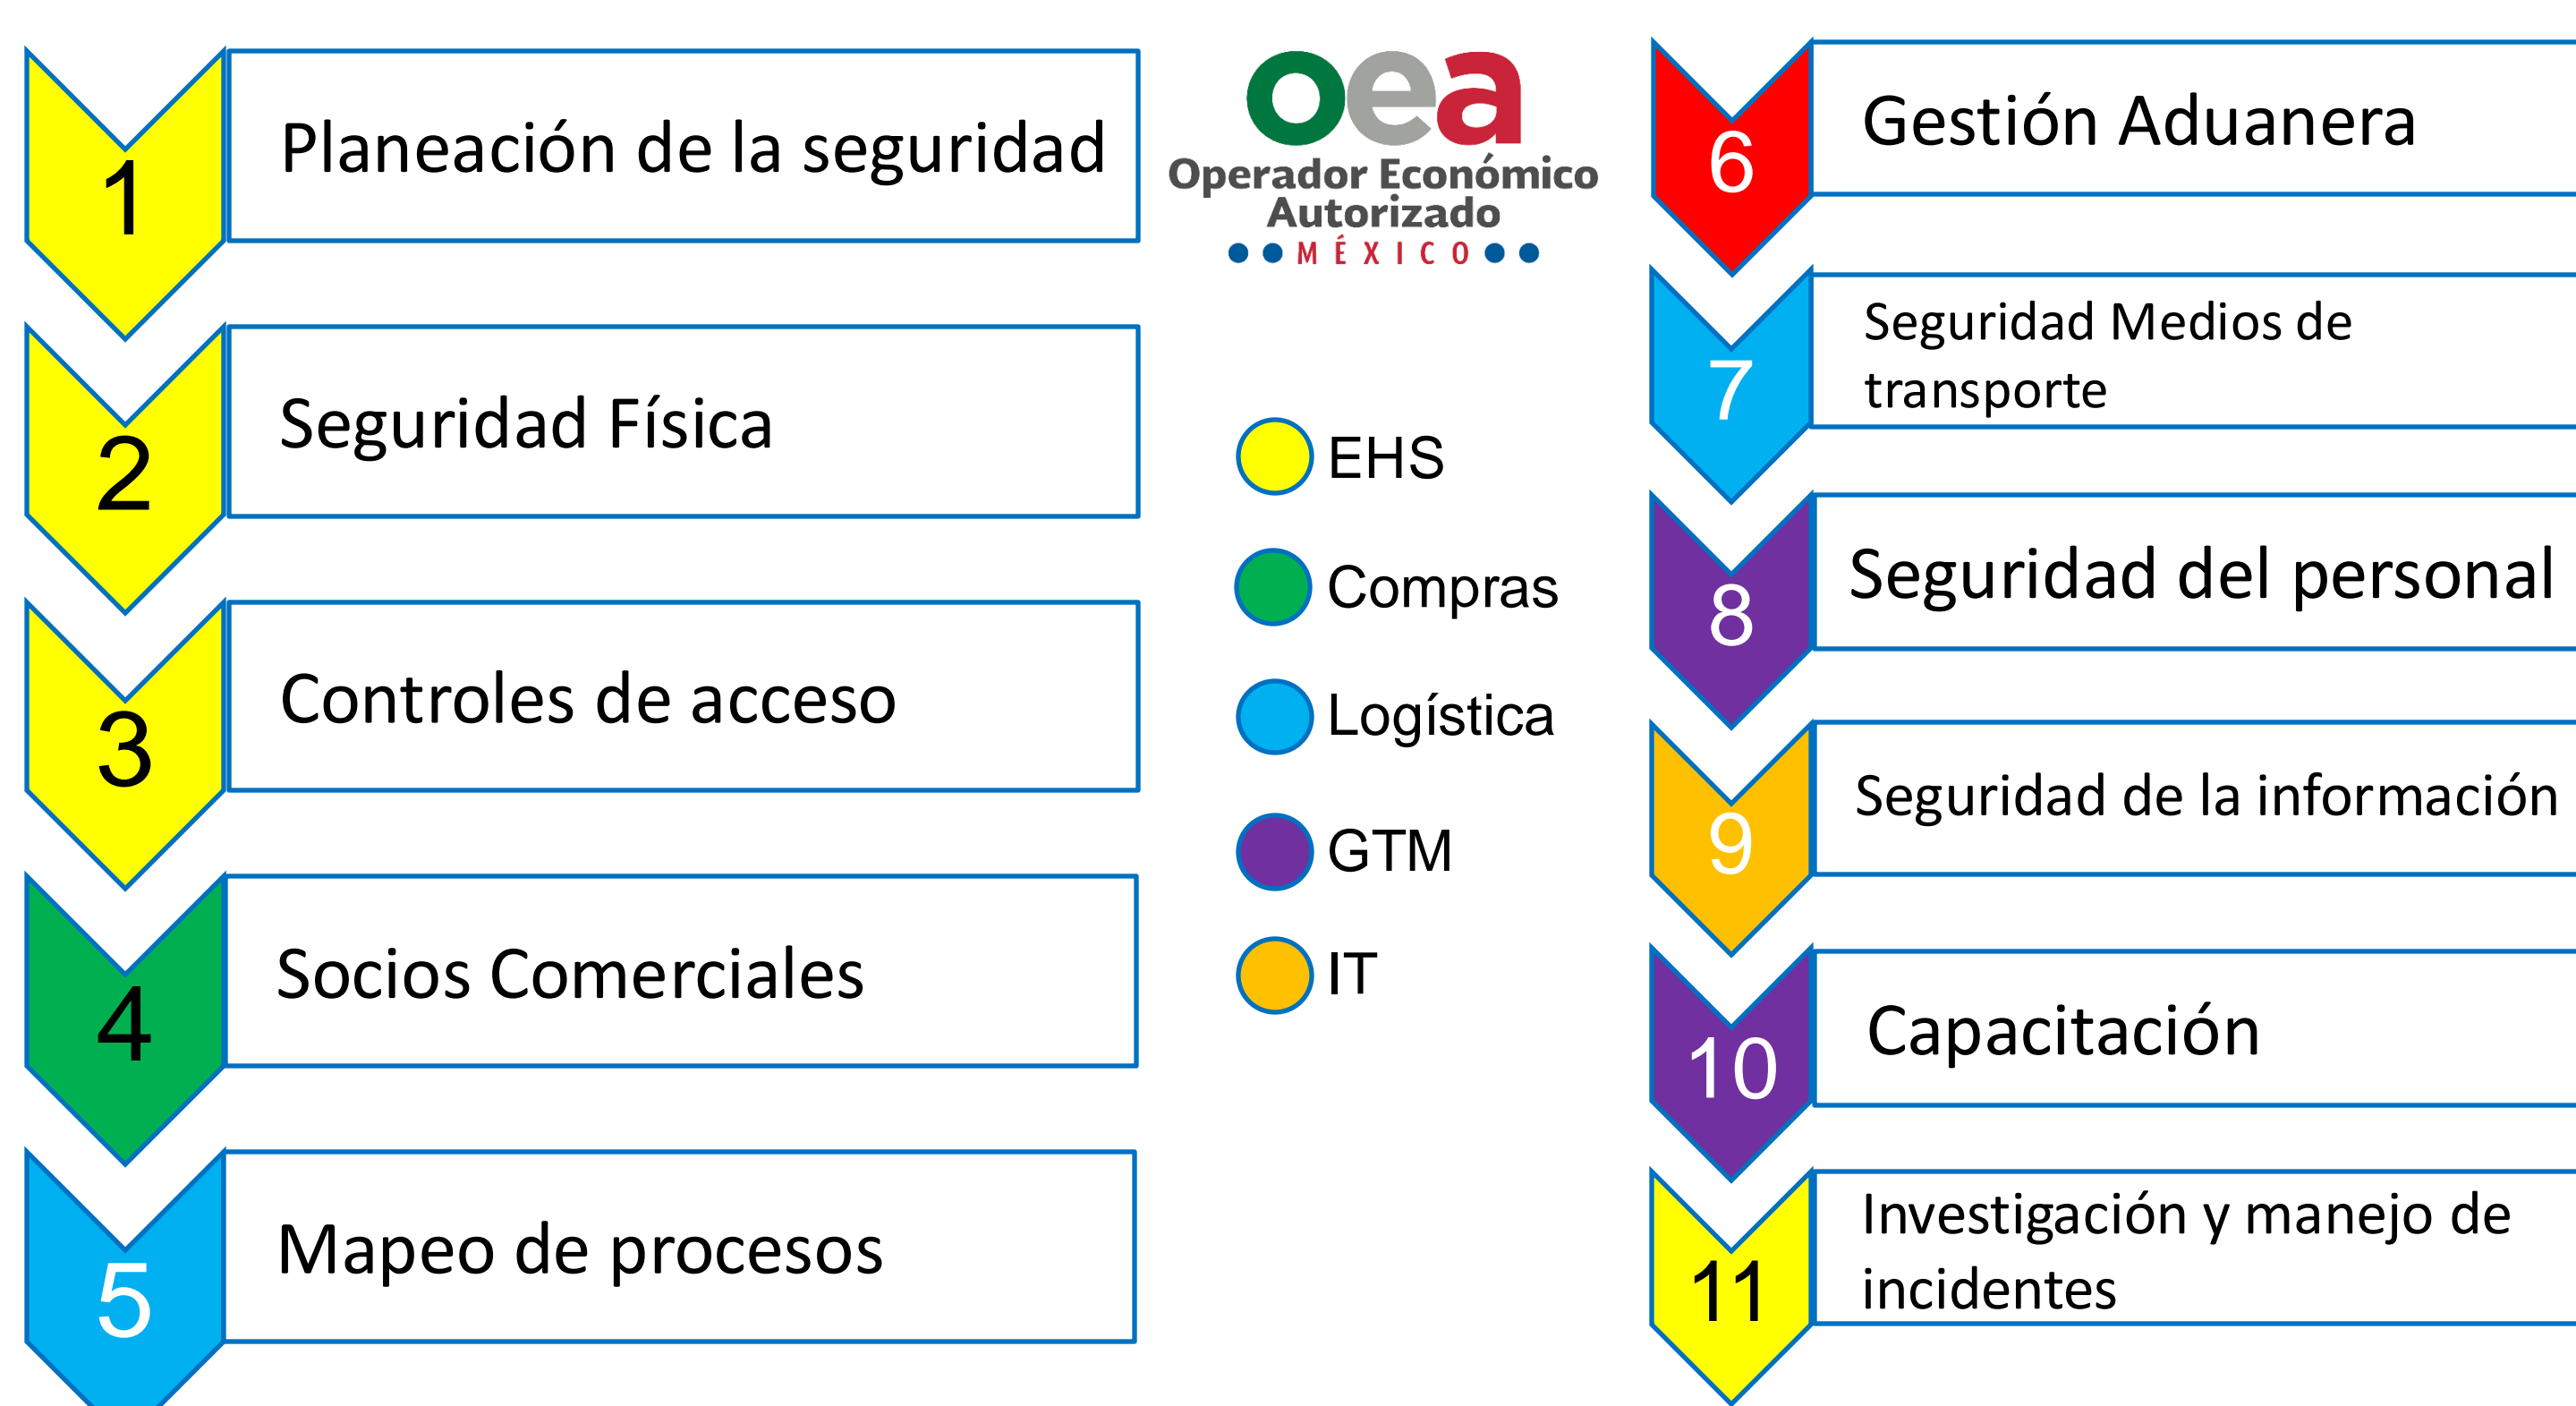 1
Planeación de la seguridad
2
Seguridad Física
3
Controles de acceso
4
Socios Comerciales
5
Mapeo de procesos
oea
Operador Económico
Autorizado
MÉXICO
EHS
Compras
Logística
GTM
IT
6
Gestión Aduanera
7
Seguridad Medios de
transporte
8
Seguridad del personal
9
Seguridad de la información
10
Capacitación
11
Investigación y manejo de
incidentes